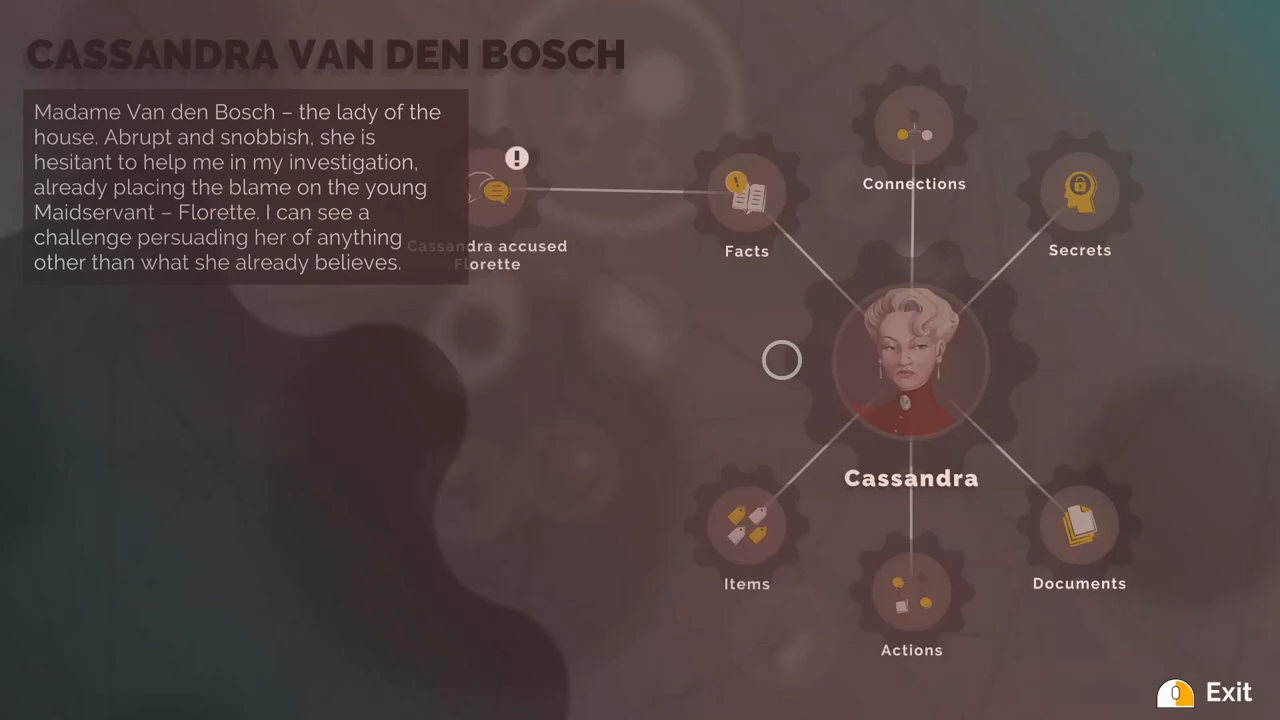 CASSANDRA VAN DEN BOSCH
Madame Van den Bosch – the lady of the
house. Abrupt and snobbish, she is
hesitant to help me in my investigation,
already placing the blame on the young
Maidservant – Florette. I can see a
challenge persuading her of anything
other than what she already believes.
Cassandra accused
Florette
Facts
Connections
Secrets
Cassandra
Items
Actions
Documents
Exit